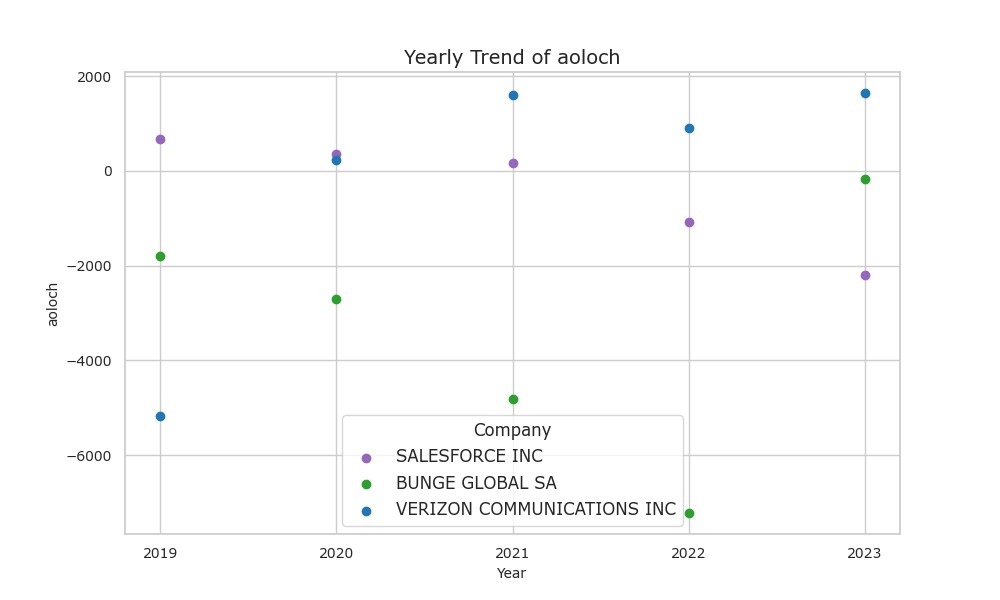 Yearly Trend of aoloch
2000
0
−2000
−4000
−6000
aoloch
Company
SALESFORCE INC
BUNGE GLOBAL SA
VERIZON COMMUNICATIONS INC
2019 2020 2021 2022 2023
Year